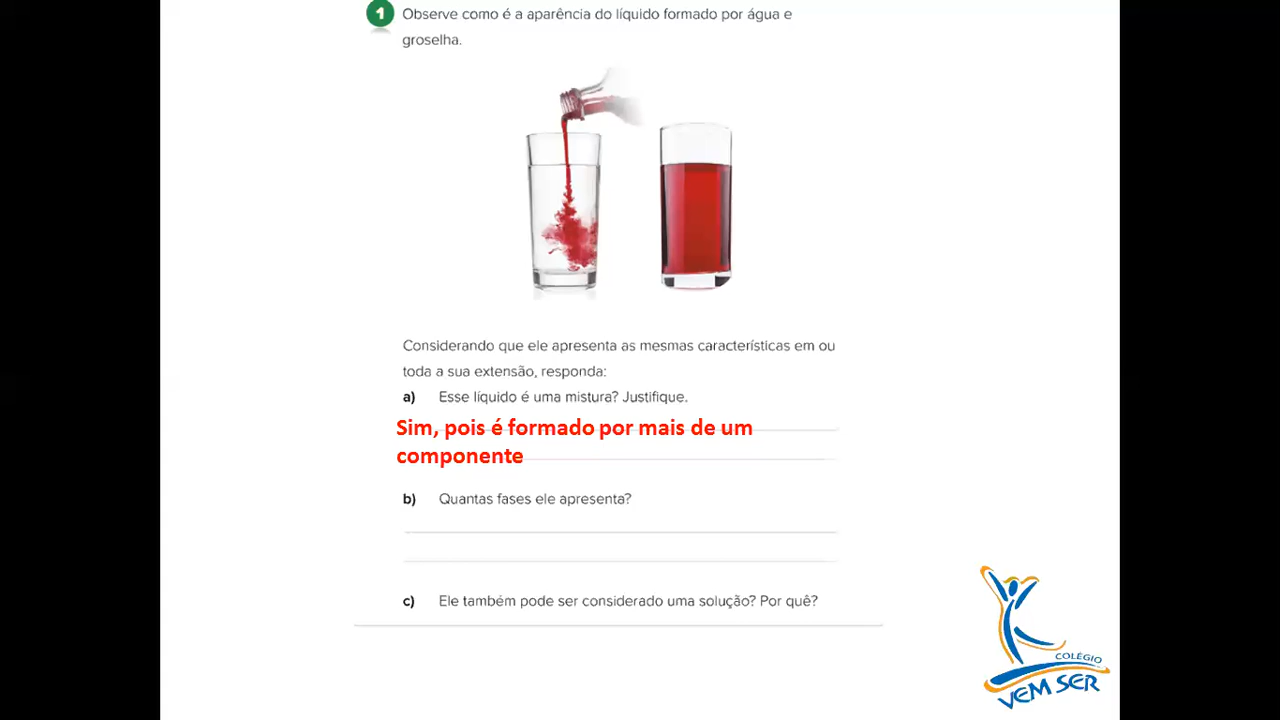 1 Observe como é a aparência do líquido formado por água e
groselha.
Considerando que ele apresenta as mesmas características em ou
toda a sua extensão, responda:
a) Esse líquido é uma mistura? Justifique.
Sim, pois é formado por mais de um
componente
b) Quantas fases ele apresenta?
c) Ele também pode ser considerado uma solução? Por quê?
COLÉGIO
VEM SER